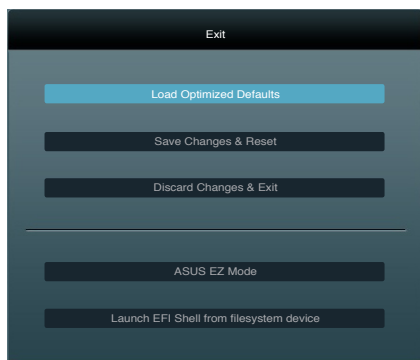 Exit
Load Optimized Defaults
Save Changes & Reset
Discard Changes & Exit
ASUS EZ Mode
Launch EFI Shell from filesystem device